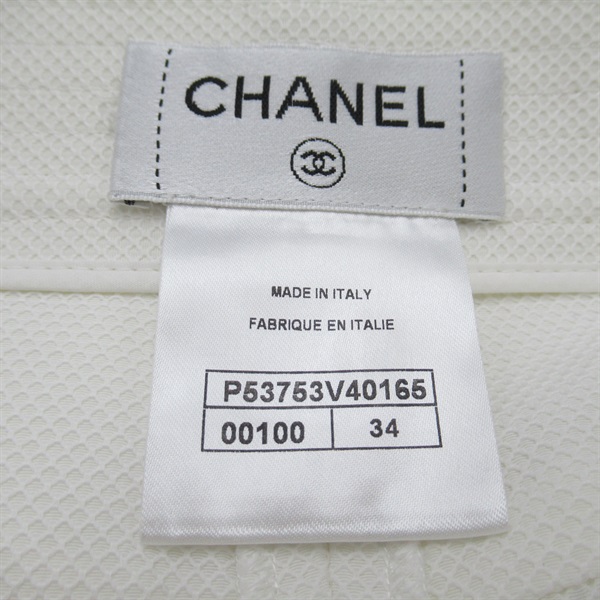 CHANEL
MADE IN ITALY
FABRIQUE EN ITALIE
P53753V40165
00100 34